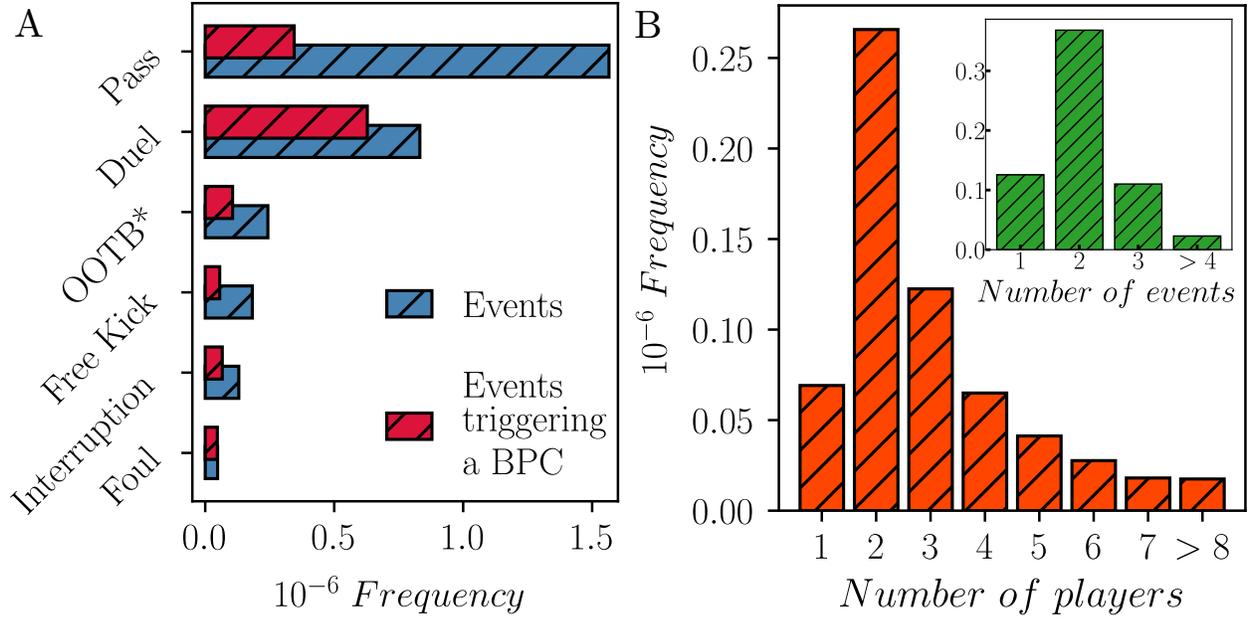 A
Pass
Duel
OOTB*
Free Kick
Interruption
Foul
Events
Events
triggering
a BPC
0.0 0.5 1.0 1.5
10⁻⁶ Frequency
B
0.25
0.20
0.15
0.10
0.05
0.00
10⁻⁶ Frequency
1 2 3 4 5 6 7 > 8
Number of players
0.3
0.2
0.1
0.0
1 2 3 > 4
Number of events